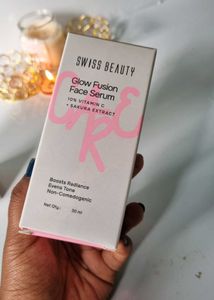 SWISS BEAUTY
Glow Fusion
Face Serum
10% VITAMIN C
+ SAKURA EXTRACT
CARE
Boosts Radiance
Evens Tone
Non-Comedogenic
Net Qty. 30 ml